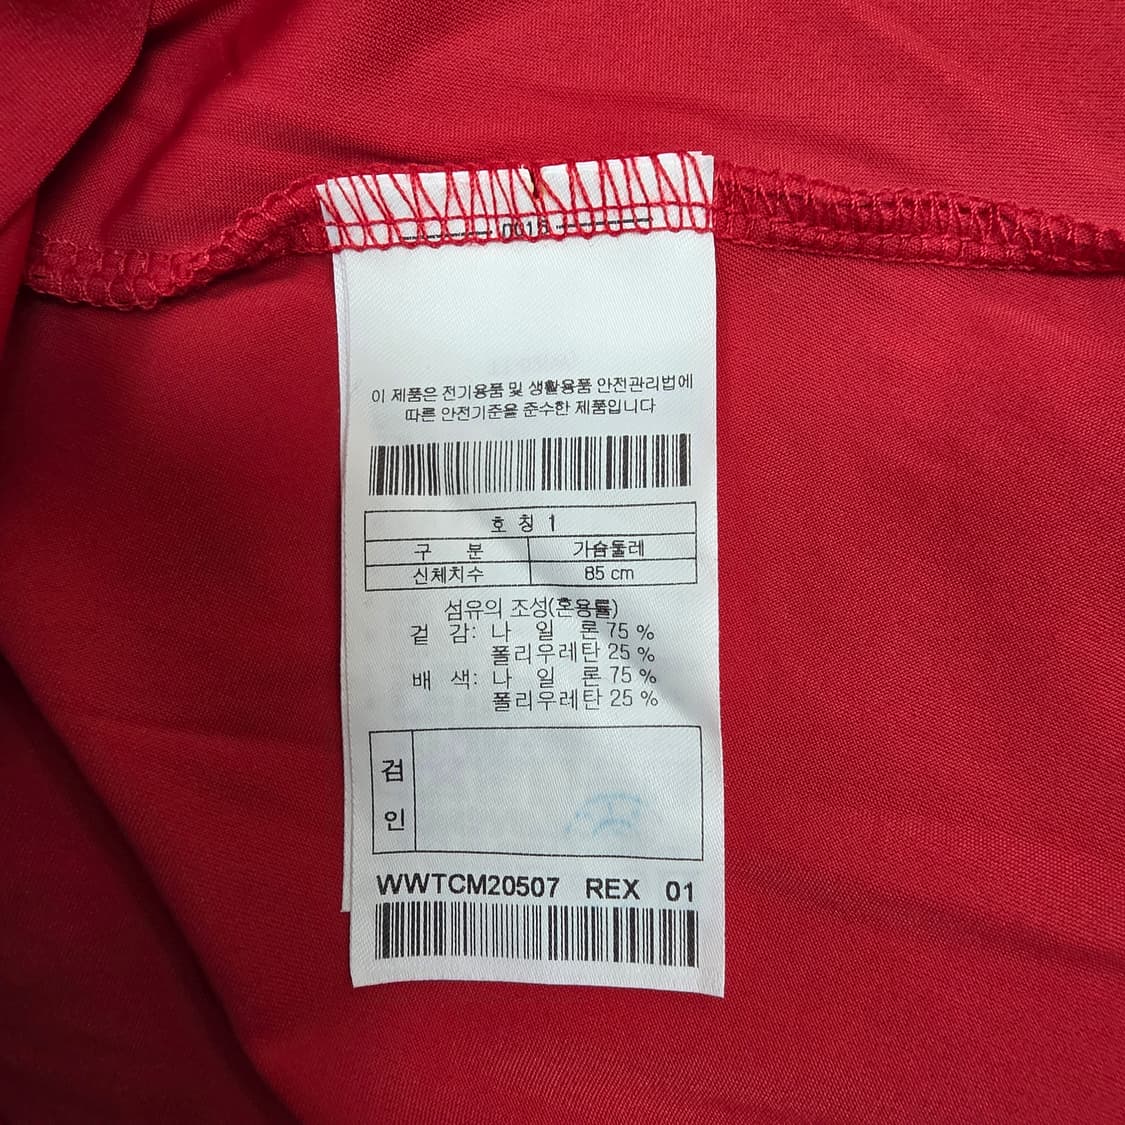 0018
이 제품은 전기용품 및 생활용품 안전관리법에
따른 안전기준을 준수한 제품입니다
호 칭 1
구 분 가슴둘레
신체치수 85 cm
섬유의 조성(혼용률)
겉 감: 나 일 론 75 %
폴리우레탄 25 %
배 색: 나 일 론 75 %
폴리우레탄 25 %
검
인
WWTCM20507 REX 01